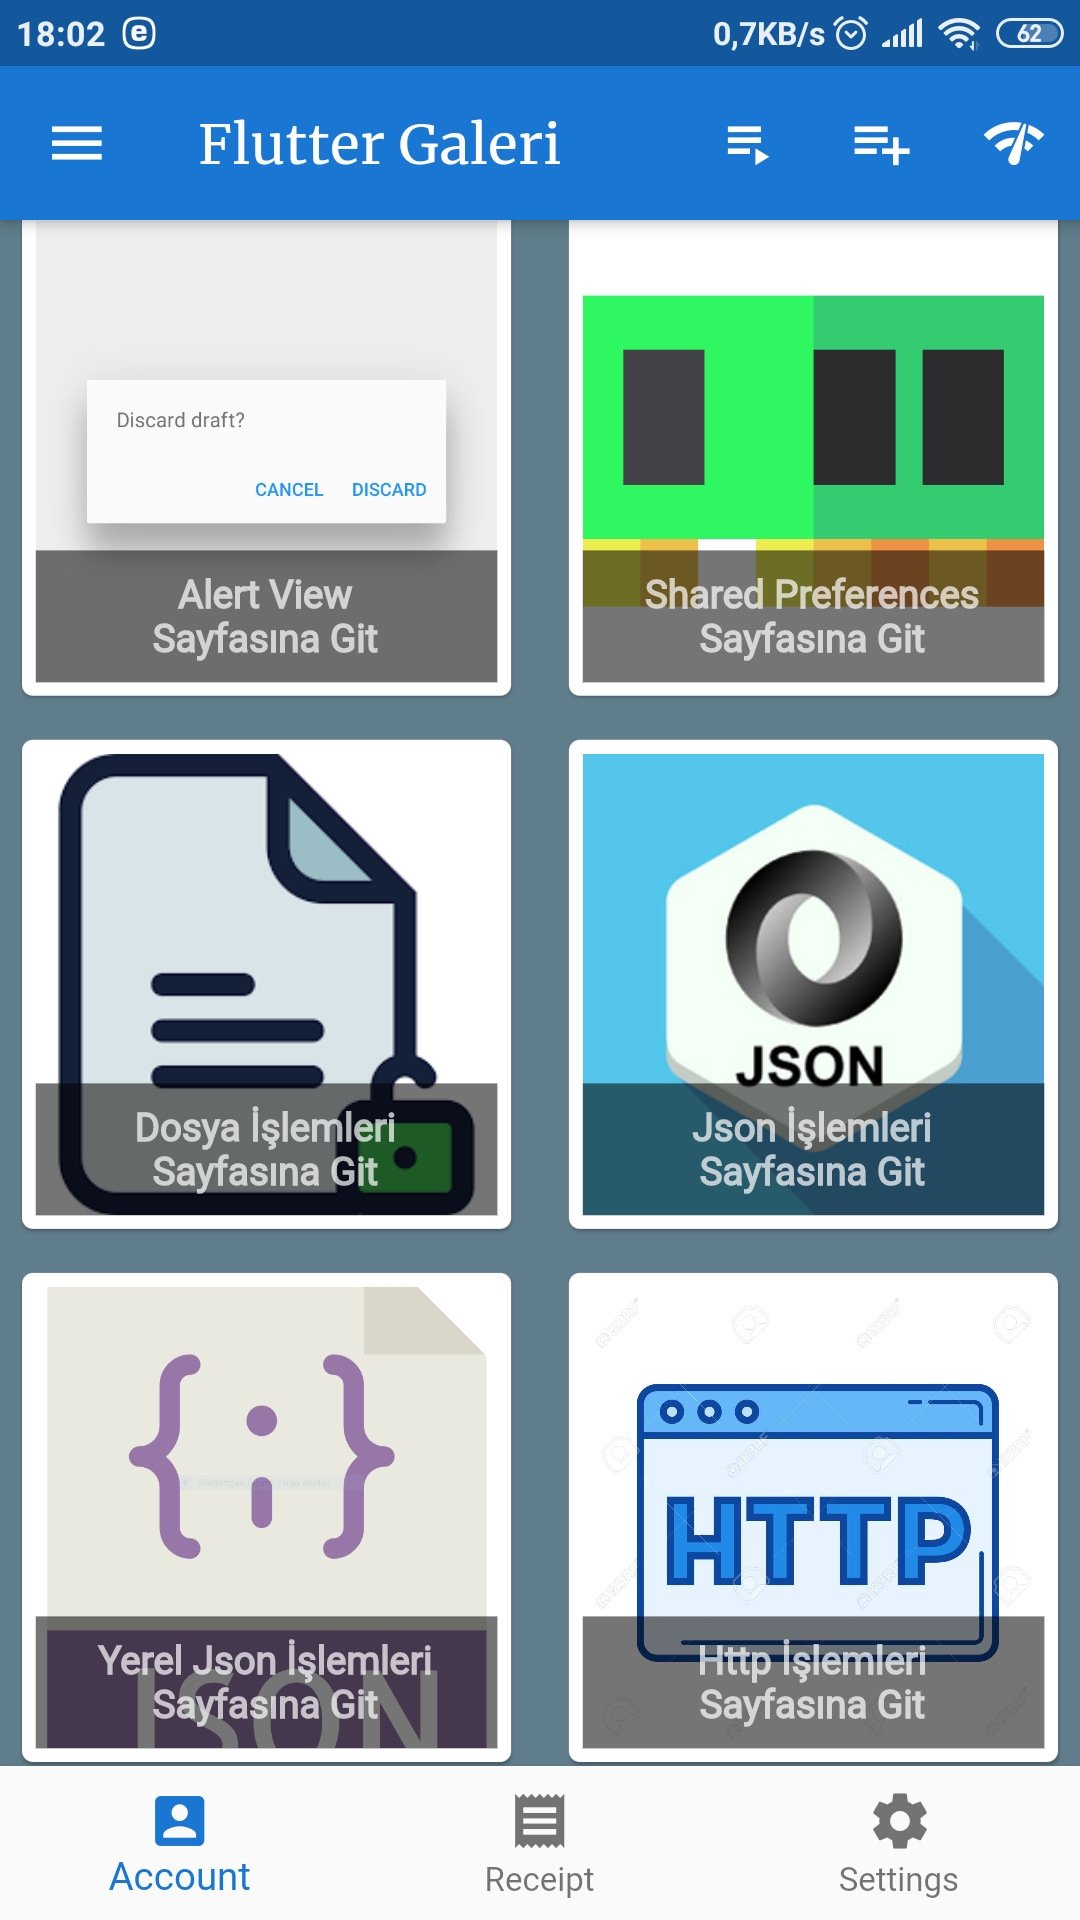 18:02
0,7KB/s
62
Flutter Galeri
Discard draft?
CANCEL DISCARD
Alert View
Sayfasına Git
Shared Preferences
Sayfasına Git
Dosya İşlemleri
Sayfasına Git
JSON
Json İşlemleri
Sayfasına Git
{ i }
JSON
Yerel Json İşlemleri
Sayfasına Git
HTTP
Http İşlemleri
Sayfasına Git
Account
Receipt
Settings